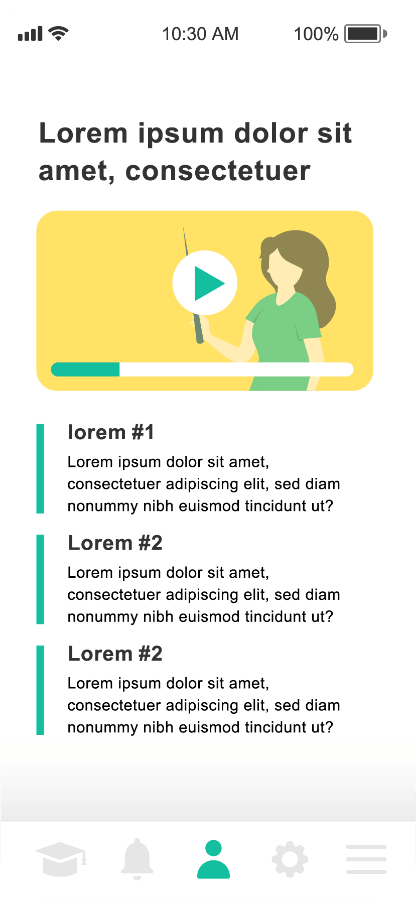 10:30 AM 100%
Lorem ipsum dolor sit
amet, consectetuer
lorem #1
Lorem ipsum dolor sit amet,
consectetuer adipiscing elit, sed diam
nonummy nibh euismod tincidunt ut?
Lorem #2
Lorem ipsum dolor sit amet,
consectetuer adipiscing elit, sed diam
nonummy nibh euismod tincidunt ut?
Lorem #2
Lorem ipsum dolor sit amet,
consectetuer adipiscing elit, sed diam
nonummy nibh euismod tincidunt ut?